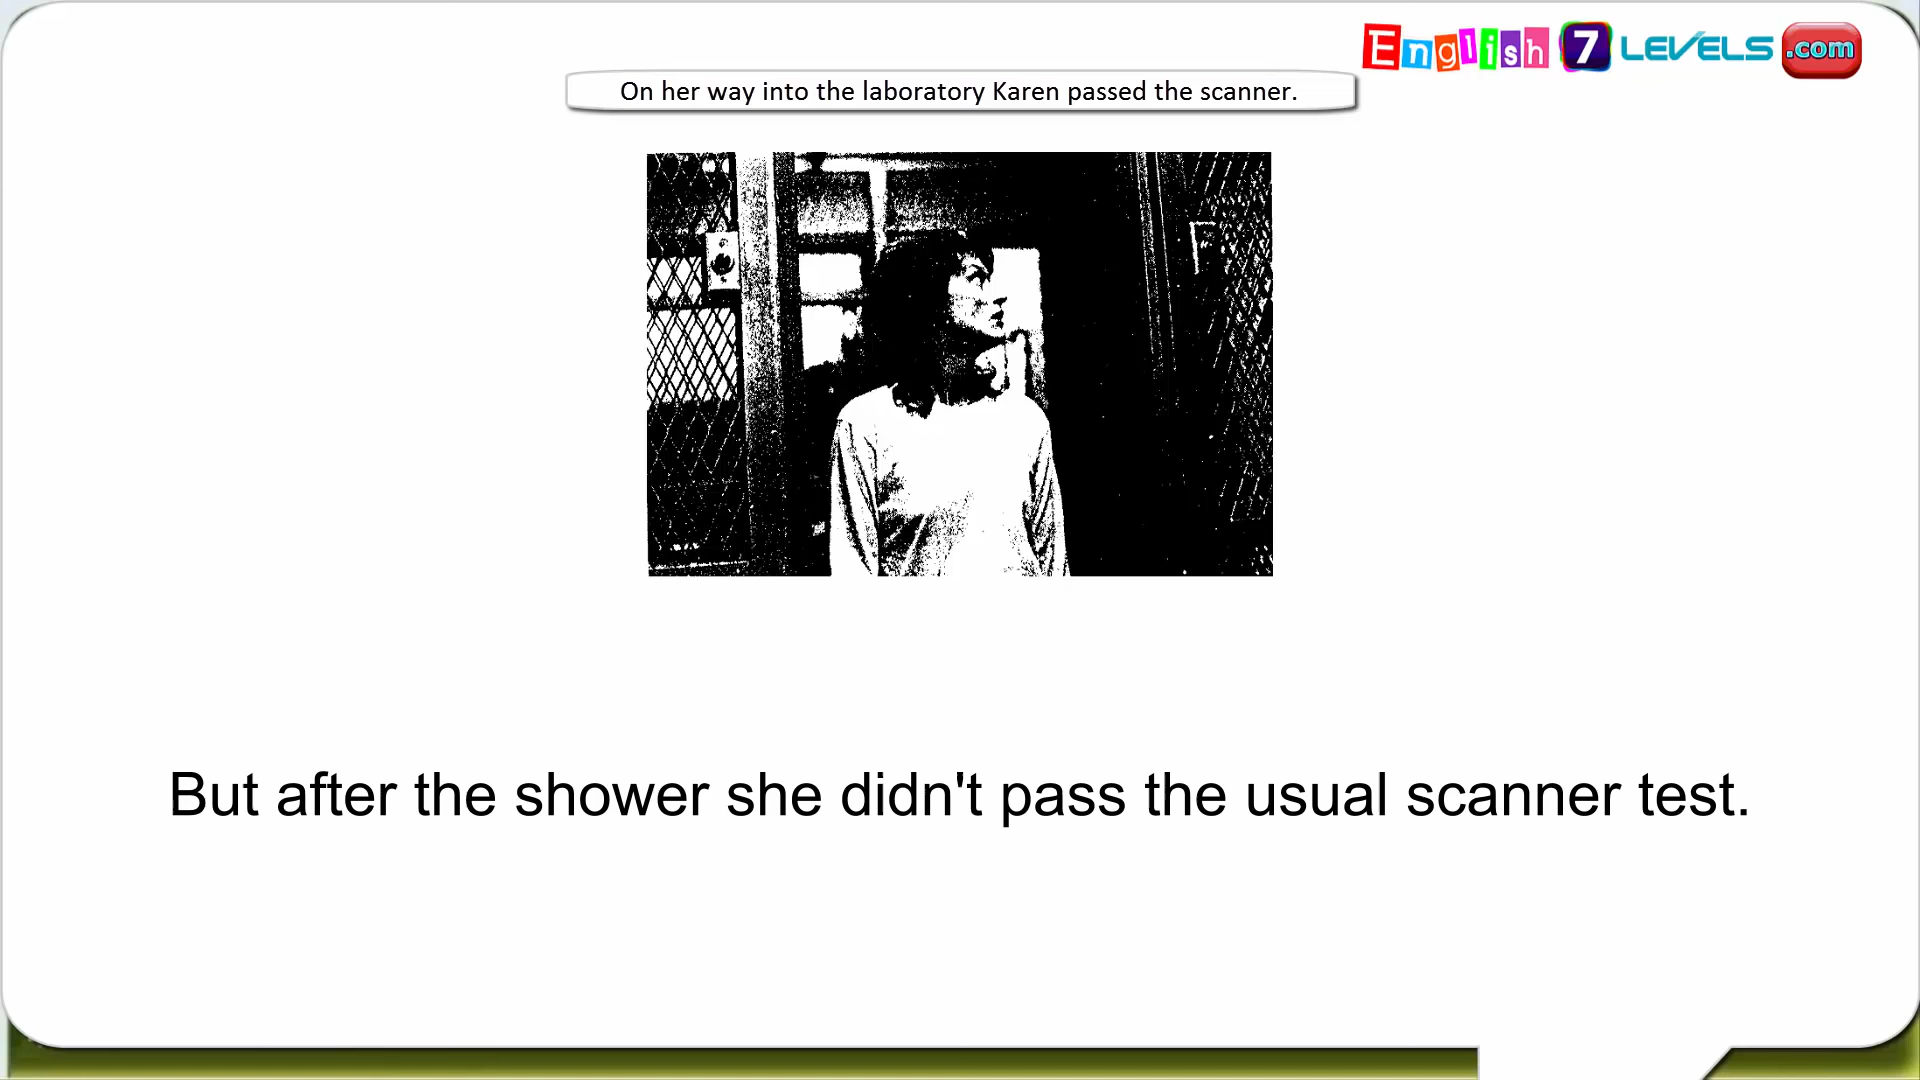 English 7 LEVELS .com
On her way into the laboratory Karen passed the scanner.
But after the shower she didn't pass the usual scanner test.